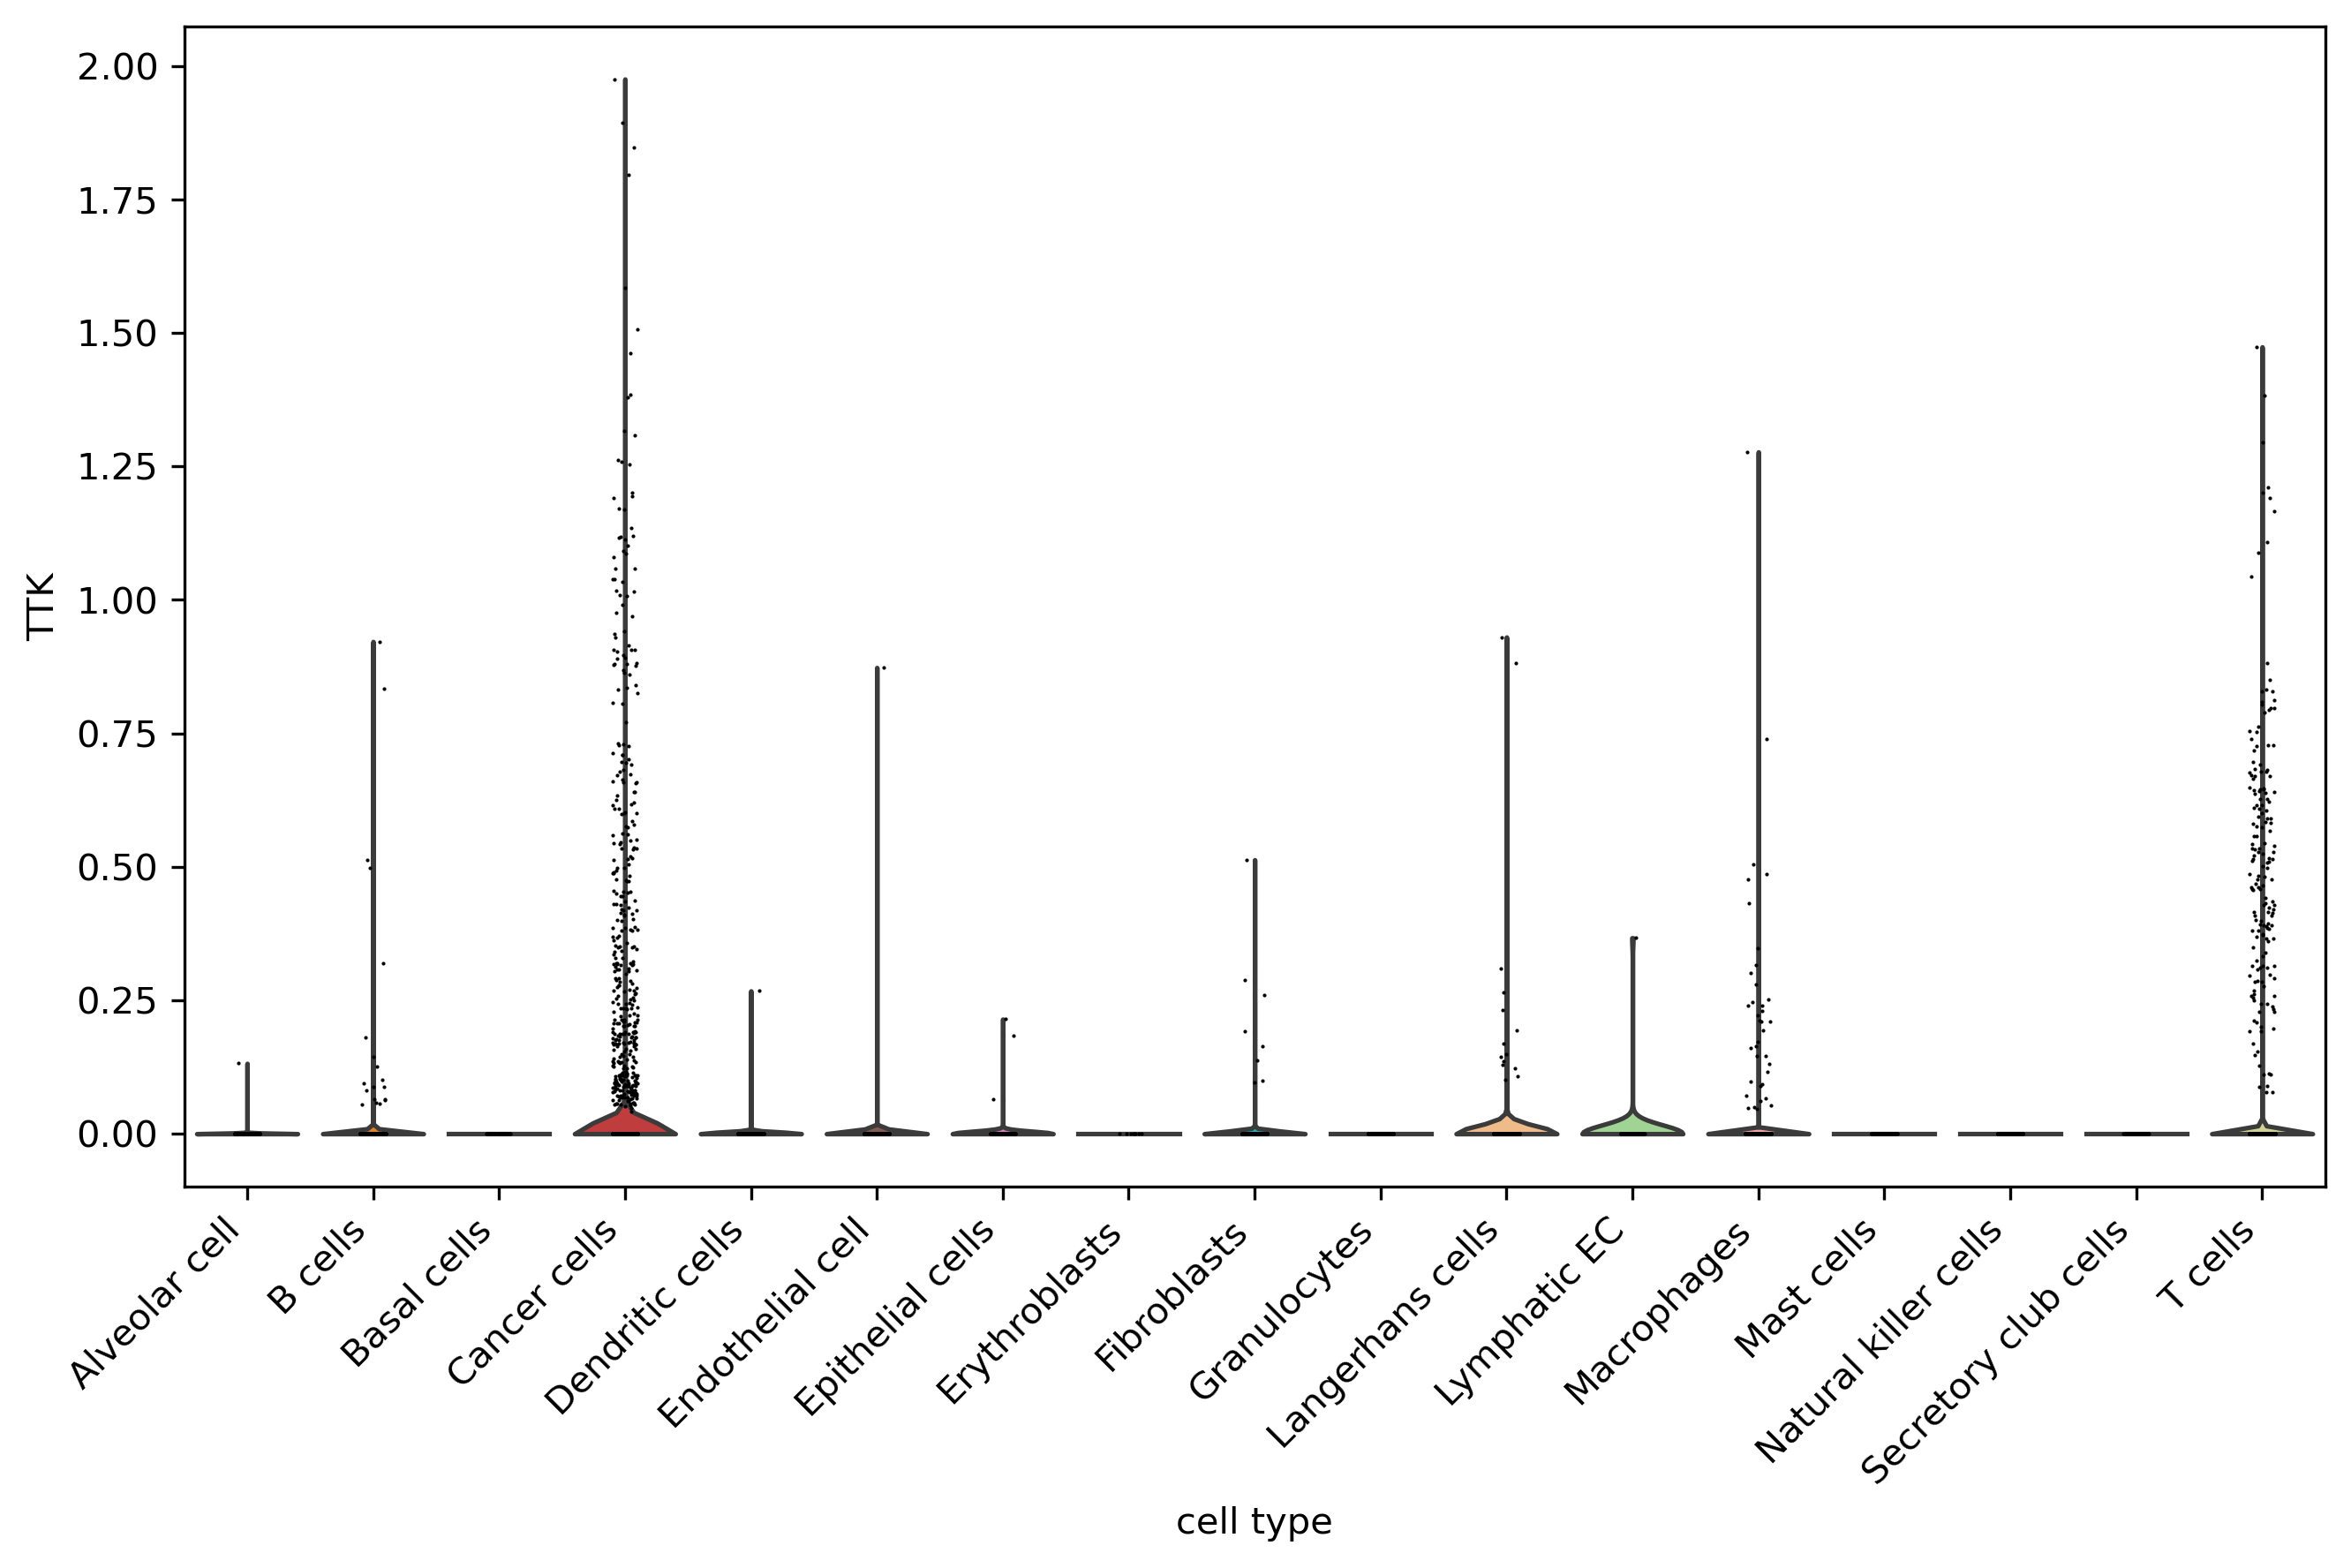 TTK
2.00
1.75
1.50
1.25
1.00
0.75
0.50
0.25
0.00
Alveolar cell
B cells
Basal cells
Cancer cells
Dendritic cells
Endothelial cell
Epithelial cells
Erythroblasts
Fibroblasts
Granulocytes
Langerhans cells
Lymphatic EC
Macrophages
Mast cells
Natural killer cells
Secretory club cells
T cells
cell type